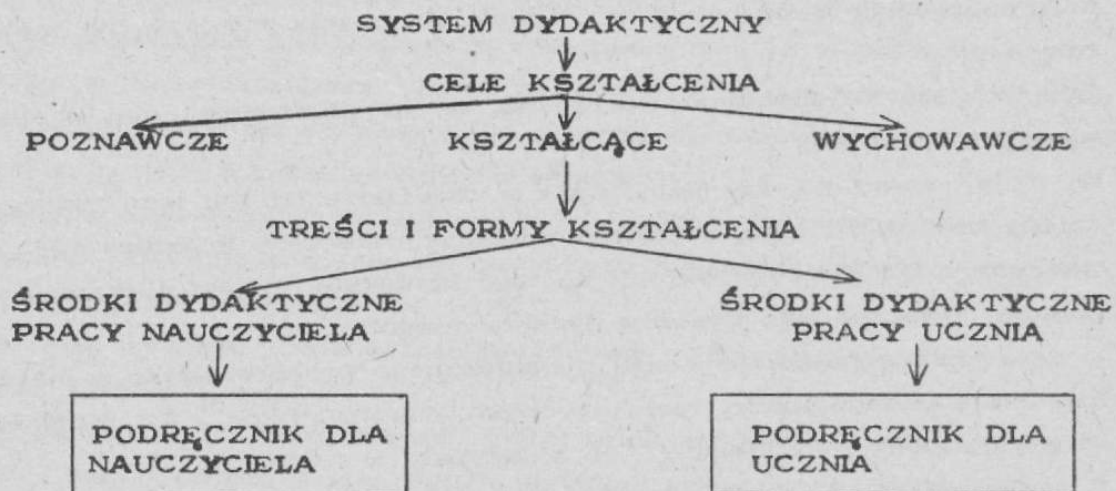 SYSTEM DYDAKTYCZNY
CELE KSZTAŁCENIA
POZNAWCZE KSZTAŁCĄCE WYCHOWAWCZE
TREŚCI I FORMY KSZTAŁCENIA
ŚRODKI DYDAKTYCZNE
PRACY NAUCZYCIELA
ŚRODKI DYDAKTYCZNE
PRACY UCZNIA
PODRĘCZNIK DLA
NAUCZYCIELA
PODRĘCZNIK DLA
UCZNIA